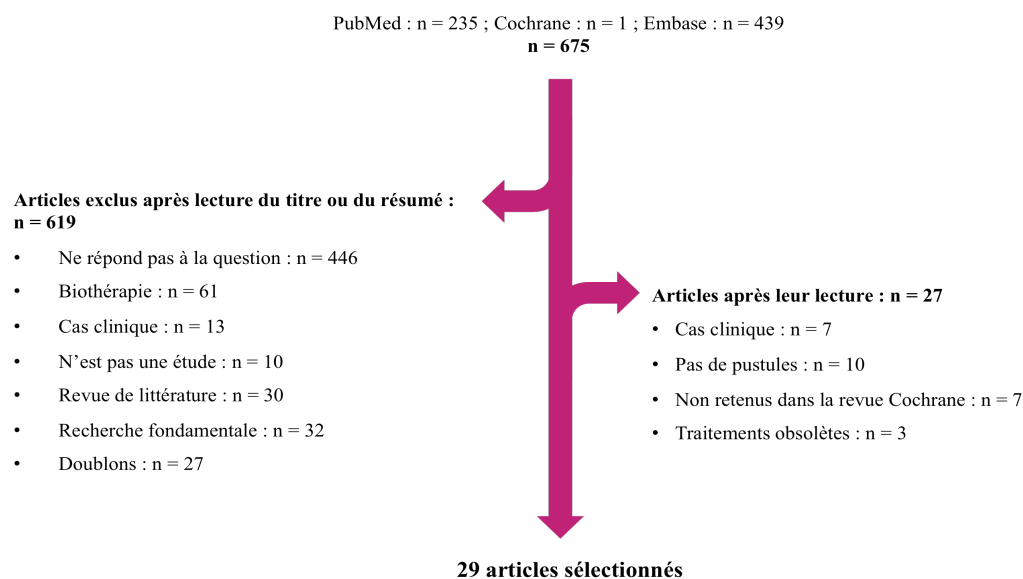 PubMed : n = 235 ; Cochrane : n = 1 ; Embase : n = 439
n = 675
Articles exclus après lecture du titre ou du résumé :
n = 619
• Ne répond pas à la question : n = 446
• Biothérapie : n = 61
• Cas clinique : n = 13
• N’est pas une étude : n = 10
• Revue de littérature : n = 30
• Recherche fondamentale : n = 32
• Doublons : n = 27
Articles après leur lecture : n = 27
• Cas clinique : n = 7
• Pas de pustules : n = 10
• Non retenus dans la revue Cochrane : n = 7
• Traitements obsolètes : n = 3
29 articles sélectionnés